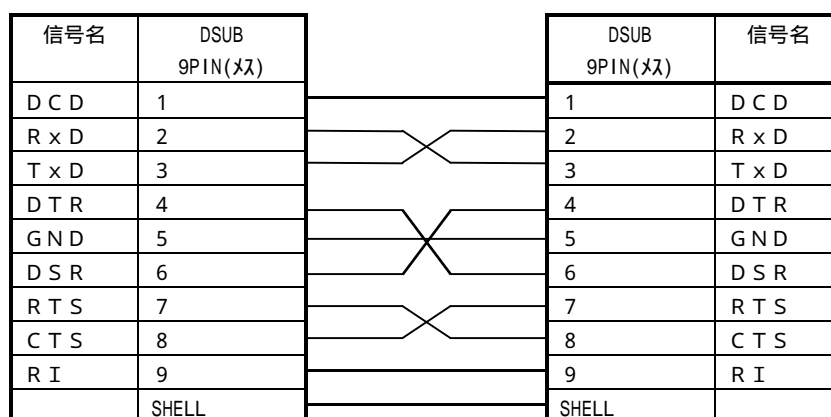 信号名 DSUB 9PIN(ﾒｽ) DSUB 9PIN(ﾒｽ) 信号名
ＤＣＤ 1 1 ＤＣＤ
ＲｘＤ 2 2 ＲｘＤ
ＴｘＤ 3 3 ＴｘＤ
ＤＴＲ 4 4 ＤＴＲ
ＧＮＤ 5 5 ＧＮＤ
ＤＳＲ 6 6 ＤＳＲ
ＲＴＳ 7 7 ＲＴＳ
ＣＴＳ 8 8 ＣＴＳ
ＲＩ 9 9 ＲＩ
SHELL SHELL